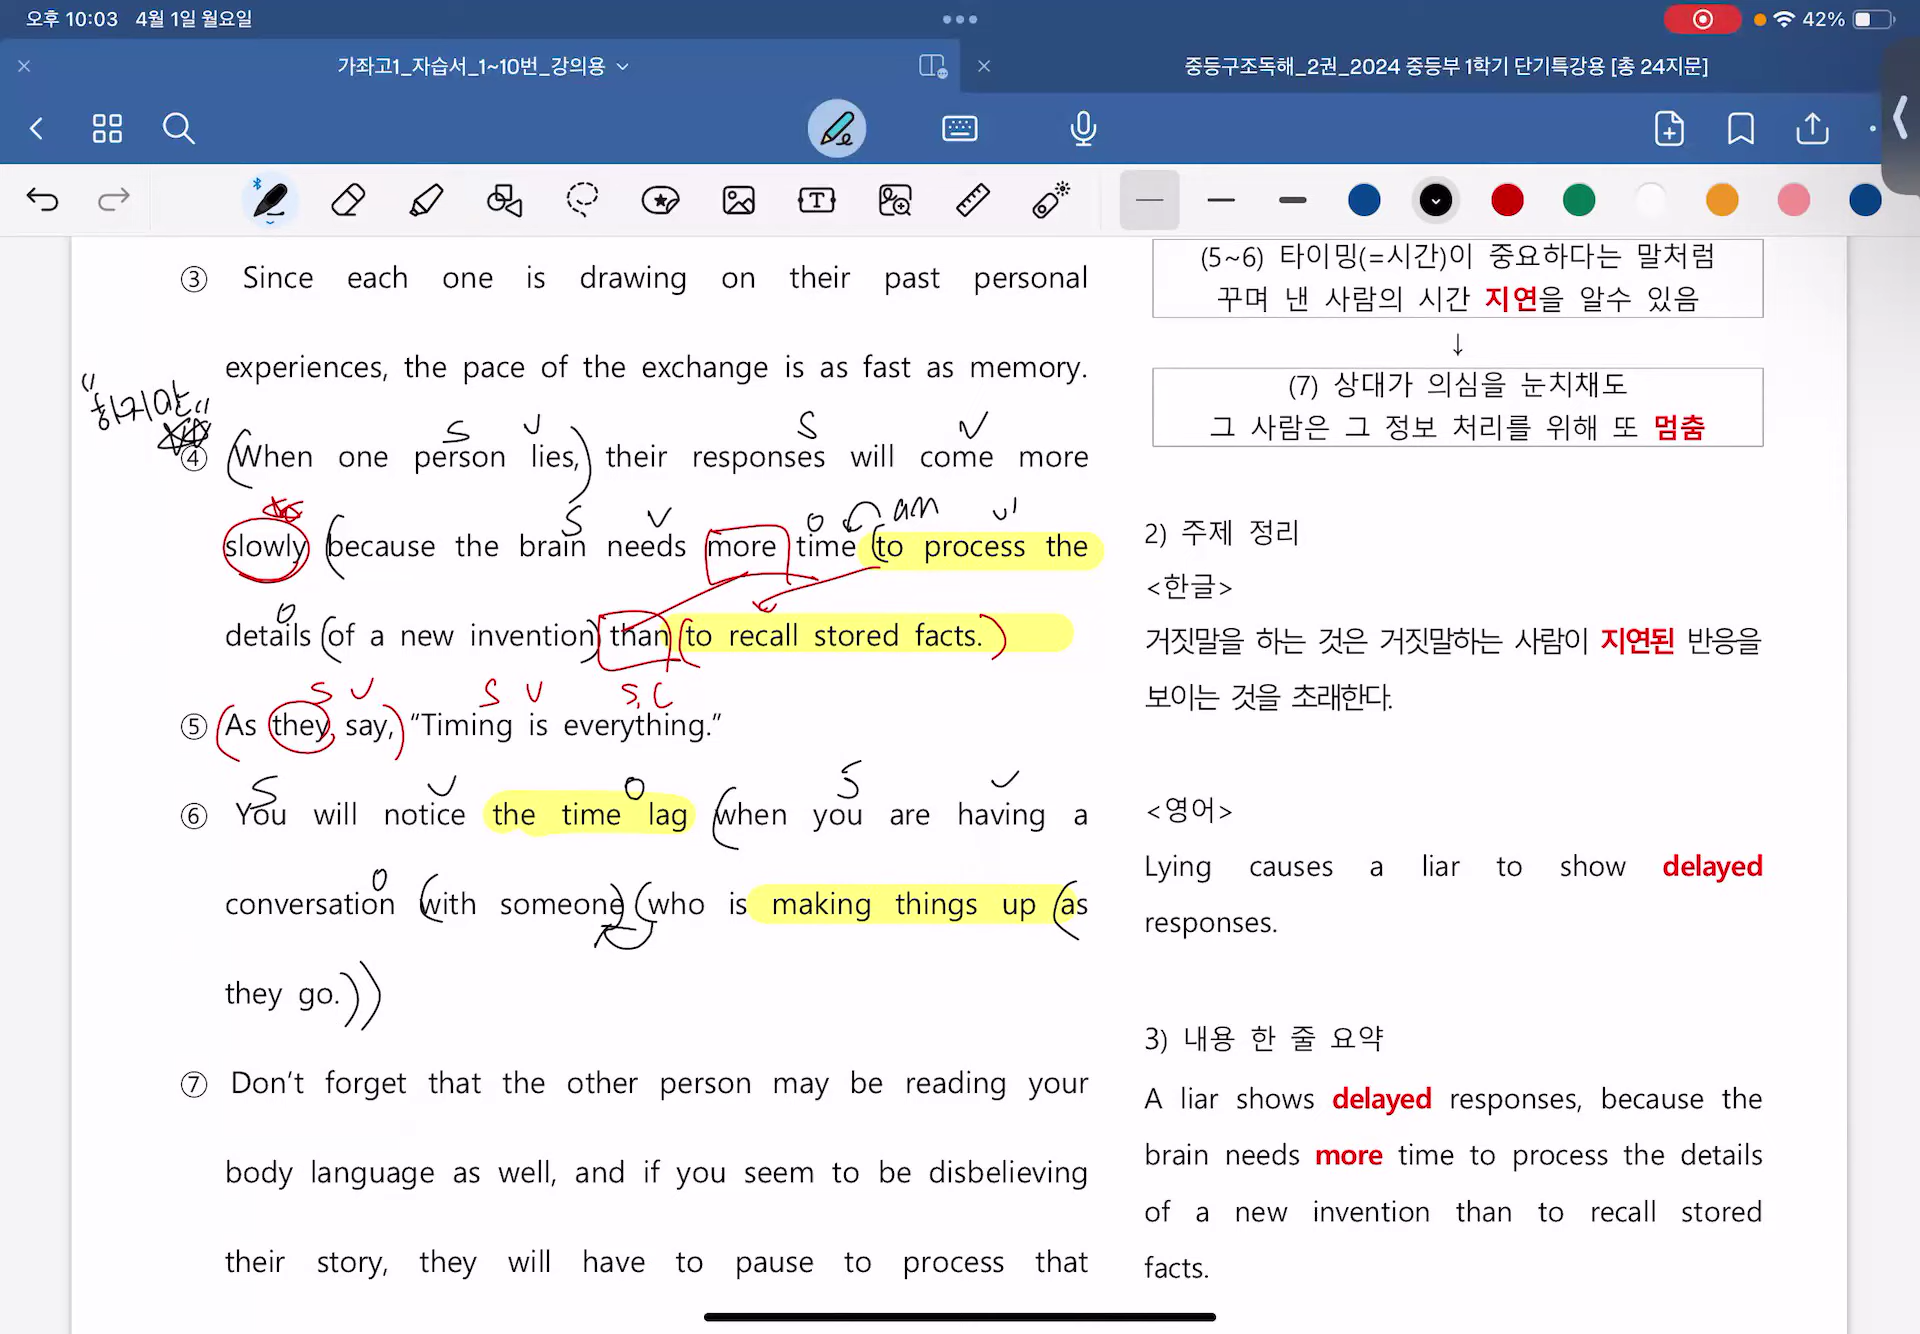 오후 10:03 4월 1일 월요일
42%
가좌고1_자습서_1~10번_강의용
중등구조독해_2권_2024 중등부 1학기 단기특강용 [총 24지문]
③ Since each one is drawing on their past personal
experiences, the pace of the exchange is as fast as memory.
"하지만"
S V S V
④ (When one person lies,) their responses will come more
S V O an v'
slowly (because the brain needs more time (to process the
O
details (of a new invention) than (to recall stored facts.)
S V S V S.C
⑤ (As they say,) “Timing is everything.”
S V O S V
⑥ You will notice the time lag (when you are having a
O
conversation (with someone) (who is making things up (as
they go.))
⑦ Don’t forget that the other person may be reading your
body language as well, and if you seem to be disbelieving
their story, they will have to pause to process that
(5~6) 타이밍(=시간)이 중요하다는 말처럼
꾸며 낸 사람의 시간 지연을 알수 있음
↓
(7) 상대가 의심을 눈치채도
그 사람은 그 정보 처리를 위해 또 멈춤
2) 주제 정리
<한글>
거짓말을 하는 것은 거짓말하는 사람이 지연된 반응을
보이는 것을 초래한다.
<영어>
Lying causes a liar to show delayed
responses.
3) 내용 한 줄 요약
A liar shows delayed responses, because the
brain needs more time to process the details
of a new invention than to recall stored
facts.